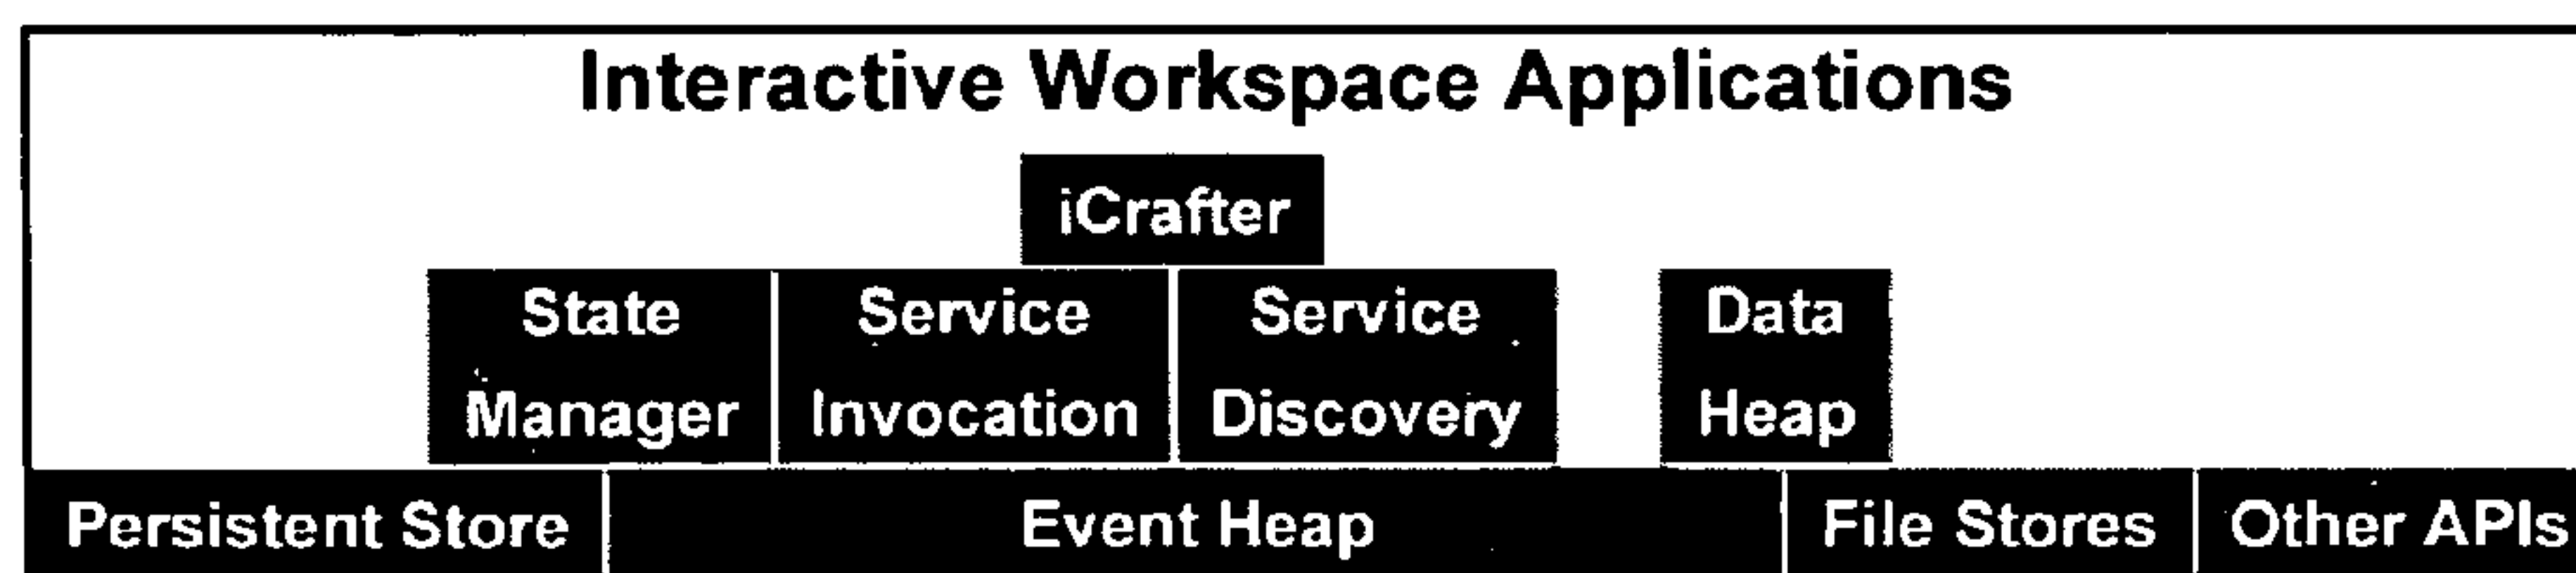 Interactive Workspace Applications
iCrafter
State
Manager
Service
Invocation
Service
Discovery
Data
Heap
Persistent Store
Event Heap
File Stores
Other APIs